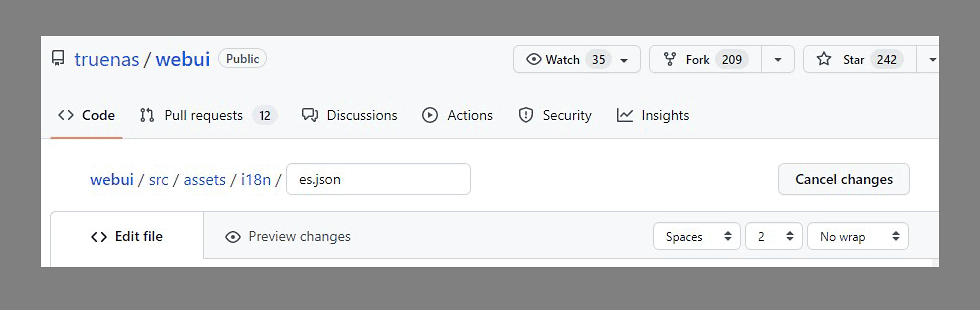 truenas / webui Public Watch 35 Fork 209 Star 242
Code Pull requests 12 Discussions Actions Security Insights
webui / src / assets / i18n / es.json Cancel changes
Edit file Preview changes Spaces 2 No wrap